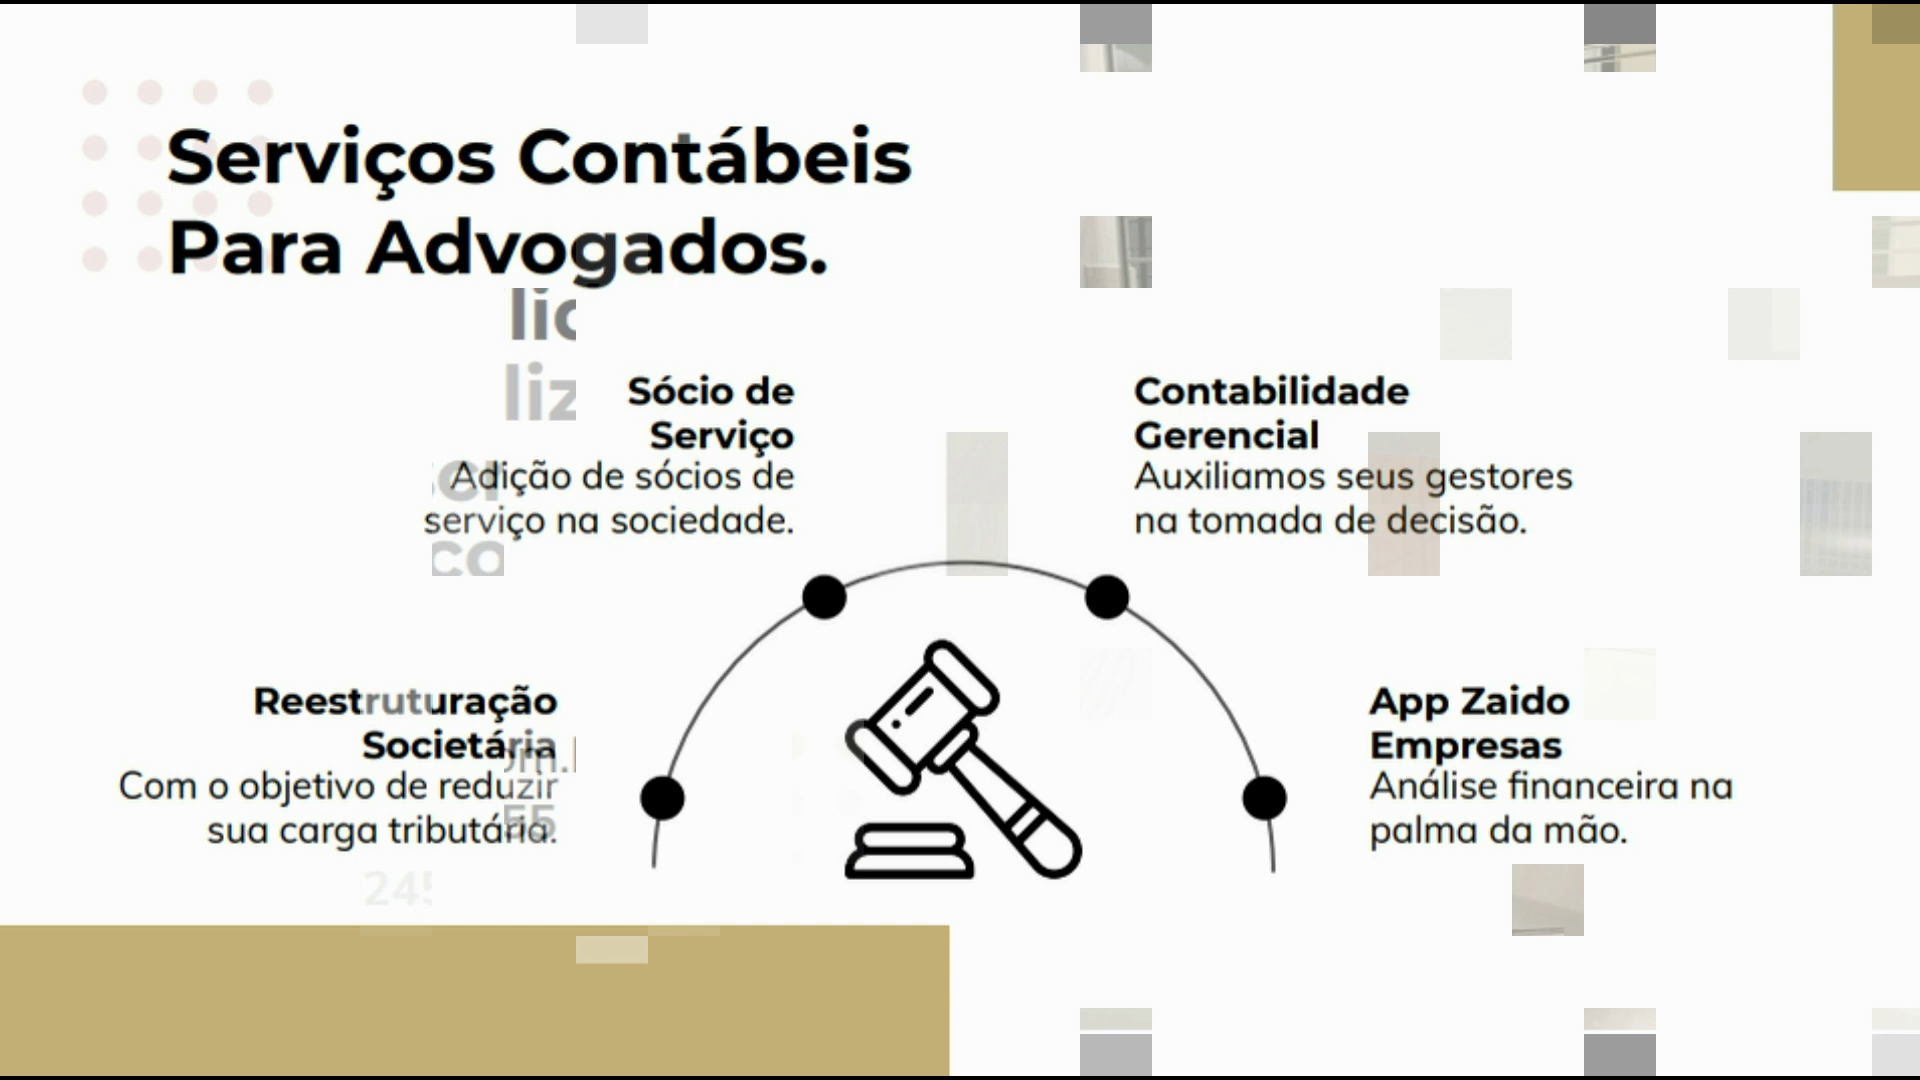 Serviços Contábeis
Para Advogados.
Sócio de
Serviço
Adição de sócios de
serviço na sociedade.
Contabilidade
Gerencial
Auxiliamos seus gestores
na tomada de decisão.
Reestruturação
Societária
Com o objetivo de reduzir
sua carga tributária.
App Zaido
Empresas
Análise financeira na
palma da mão.